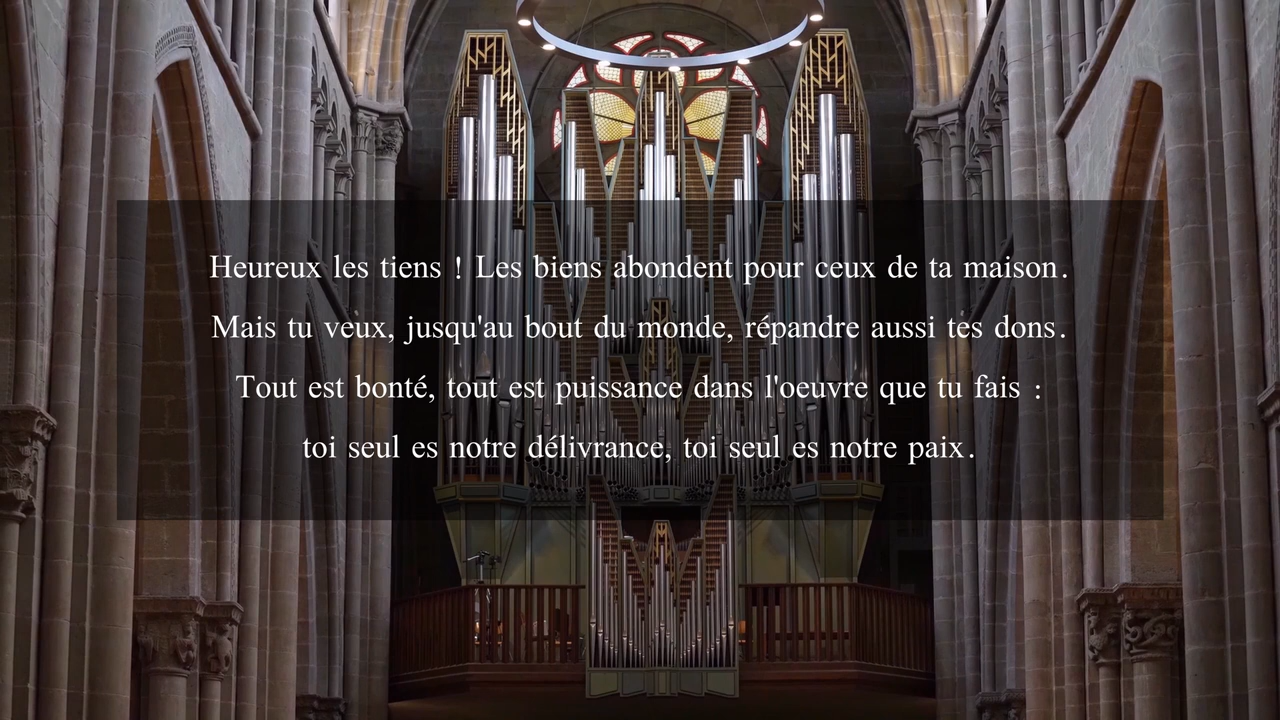 Heureux les tiens ! Les biens abondent pour ceux de ta maison.
Mais tu veux, jusqu'au bout du monde, répandre aussi tes dons.
Tout est bonté, tout est puissance dans l'oeuvre que tu fais :
toi seul es notre délivrance, toi seul es notre paix.